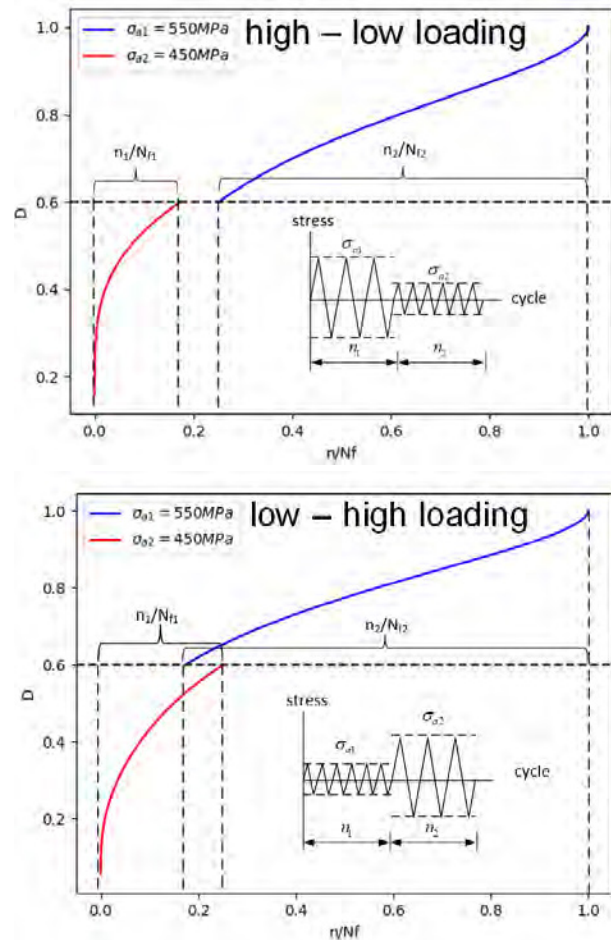 σa1 = 550MPa
σa2 = 450MPa
high – low loading
1.0
0.8
0.6
0.4
0.2
D
n1/Nf1
n2/Nf2
stress
σa1
σa2
cycle
n1
n2
0.0
0.2
0.4
0.6
0.8
1.0
n/Nf
σa1 = 550MPa
σa2 = 450MPa
low – high loading
1.0
0.8
0.6
0.4
0.2
D
n1/Nf1
n2/Nf2
stress
σa1
σa2
cycle
n1
n2
0.0
0.2
0.4
0.6
0.8
1.0
n/Nf